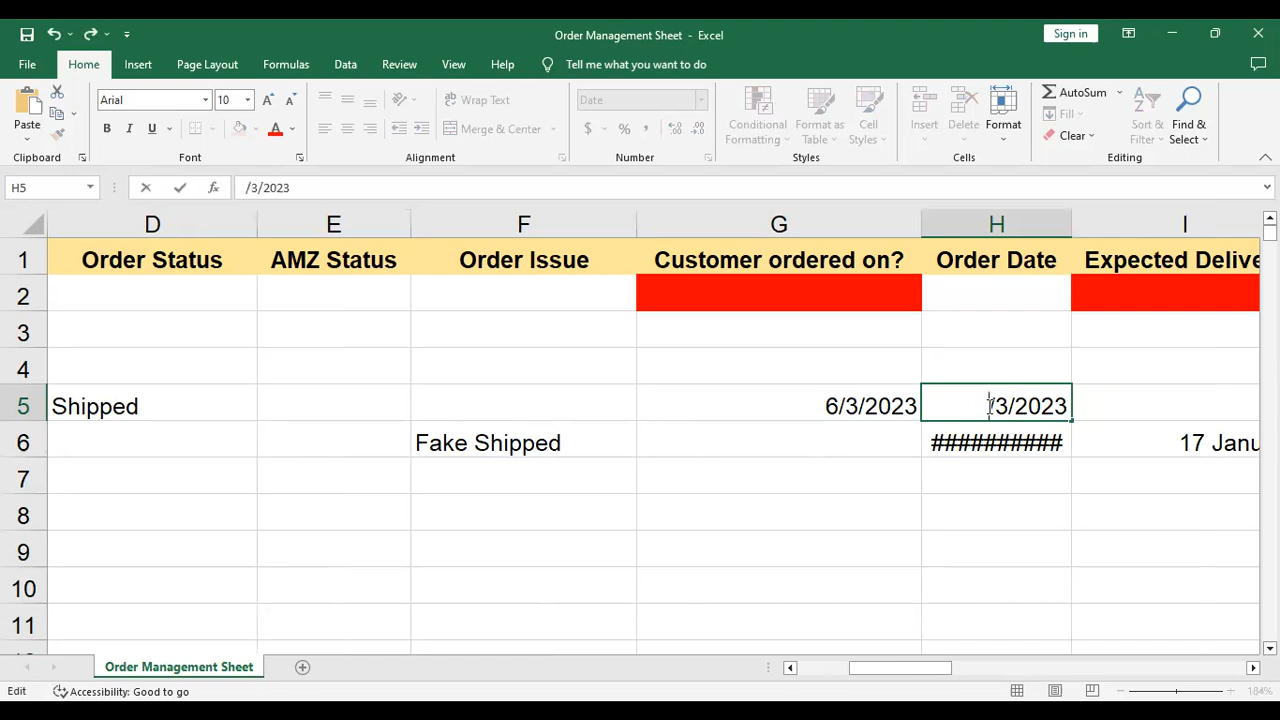 Order Management Sheet - Excel
Sign in
File Home Insert Page Layout Formulas Data Review View Help Tell me what you want to do
Paste
Clipboard
Arial 10
A A
B I U A
Font
Wrap Text
Merge & Center
Alignment
Date
$ % ,
Number
Conditional Formatting
Format as Table
Cell Styles
Styles
Insert Delete Format
Cells
AutoSum
Fill
Clear
Sort & Filter
Find & Select
Editing
H5 fx /3/2023
D E F G H I
1 Order Status AMZ Status Order Issue Customer ordered on? Order Date Expected Delive
2
3
4
5 Shipped 6/3/2023 /3/2023
6 Fake Shipped ########## 17 Janu
7
8
9
10
11
Order Management Sheet
Edit Accessibility: Good to go 184%